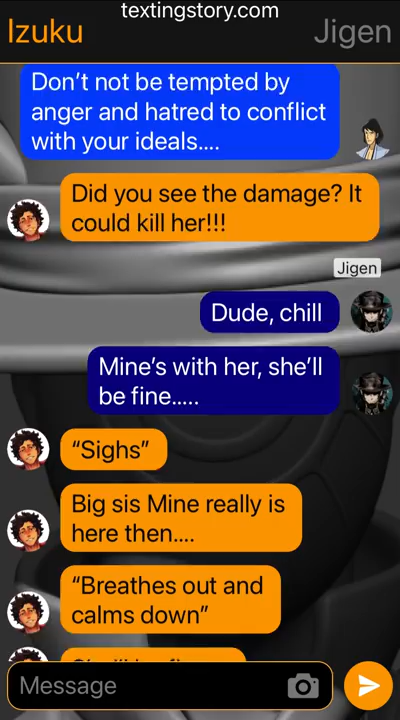 textingstory.com
Izuku
Jigen
Don't not be tempted by
anger and hatred to conflict
with your ideals....
Did you see the damage? It
could kill her!!!
Jigen
Dude, chill
Mine's with her, she'll
be fine.....
“Sighs”
Big sis Mine really is
here then....
“Breathes out and
calms down”
Message